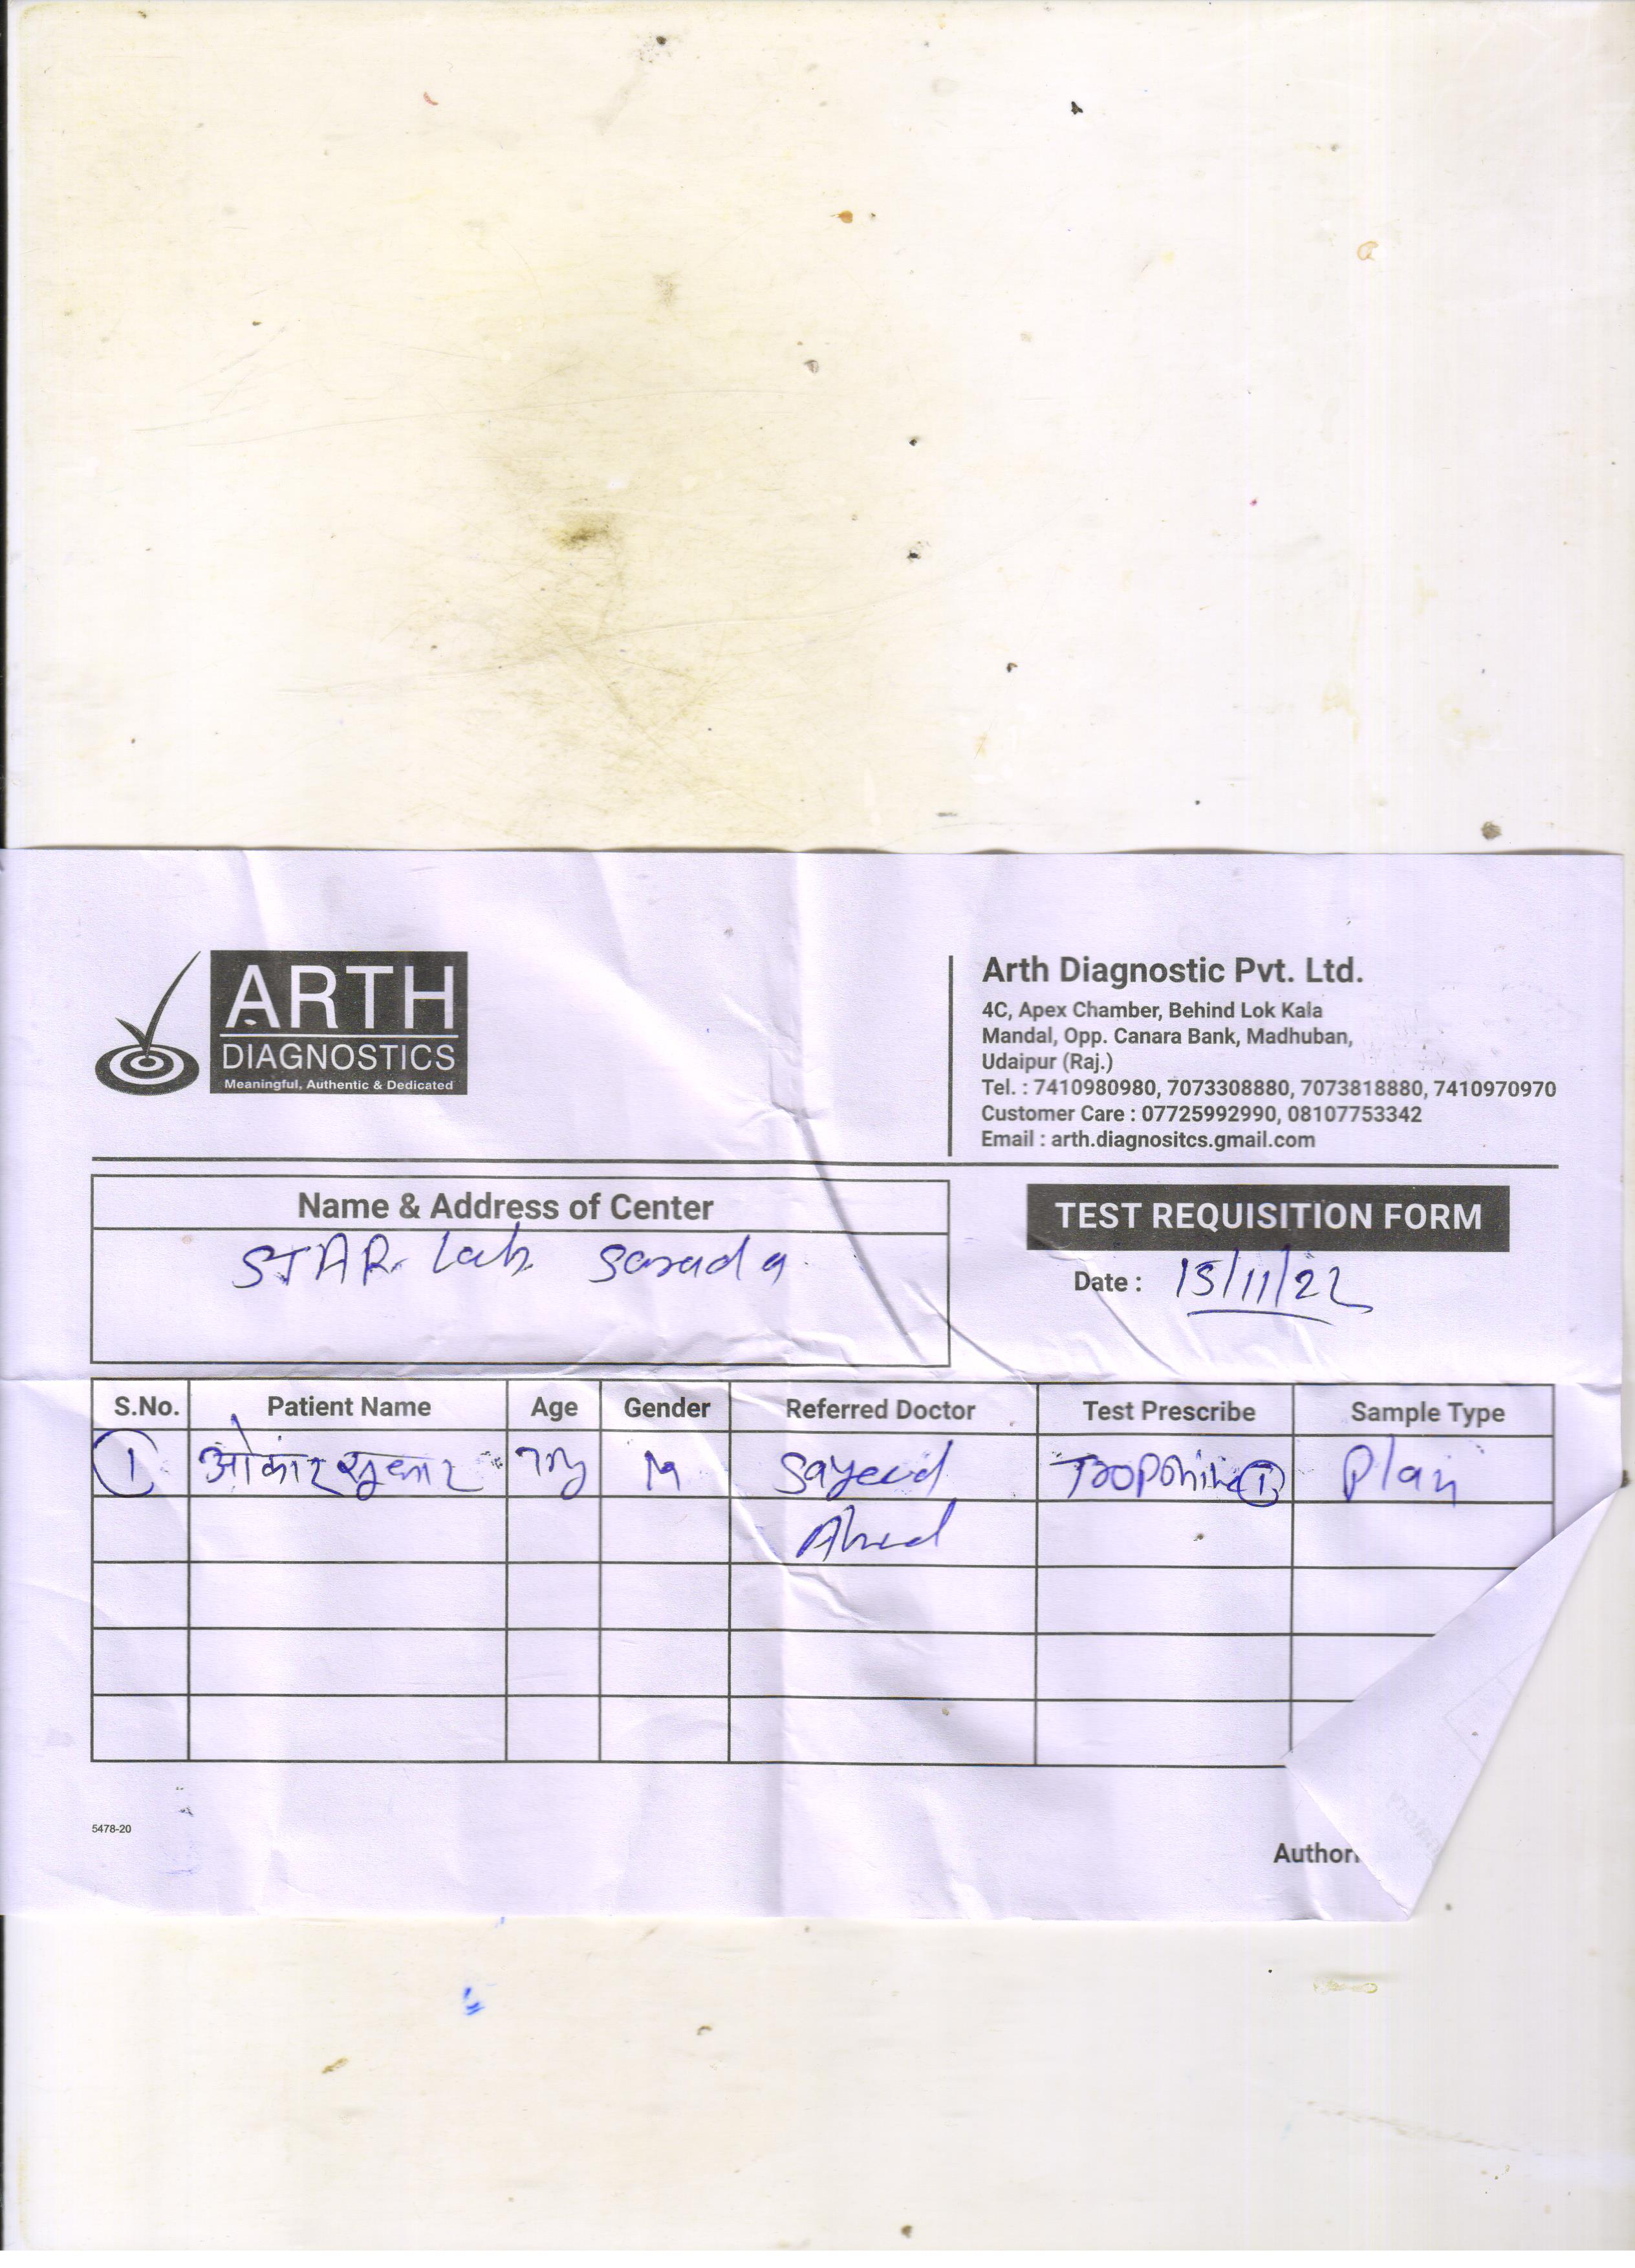 ARTH
DIAGNOSTICS
Meaningful, Authentic & Dedicated
Arth Diagnostic Pvt. Ltd.
4C, Apex Chamber, Behind Lok Kala
Mandal, Opp. Canara Bank, Madhuban,
Udaipur (Raj.)
Tel. : 7410980980, 7073308880, 7073818880, 7410970970
Customer Care : 07725992990, 08107753342
Email : arth.diagnositcs.gmail.com
Name & Address of Center
STAR Lab Sarada
TEST REQUISITION FORM
Date : 15/11/22
S.No. Patient Name Age Gender Referred Doctor Test Prescribe Sample Type
1 ओंकार M Sayeed I Plain
5478-20
Author